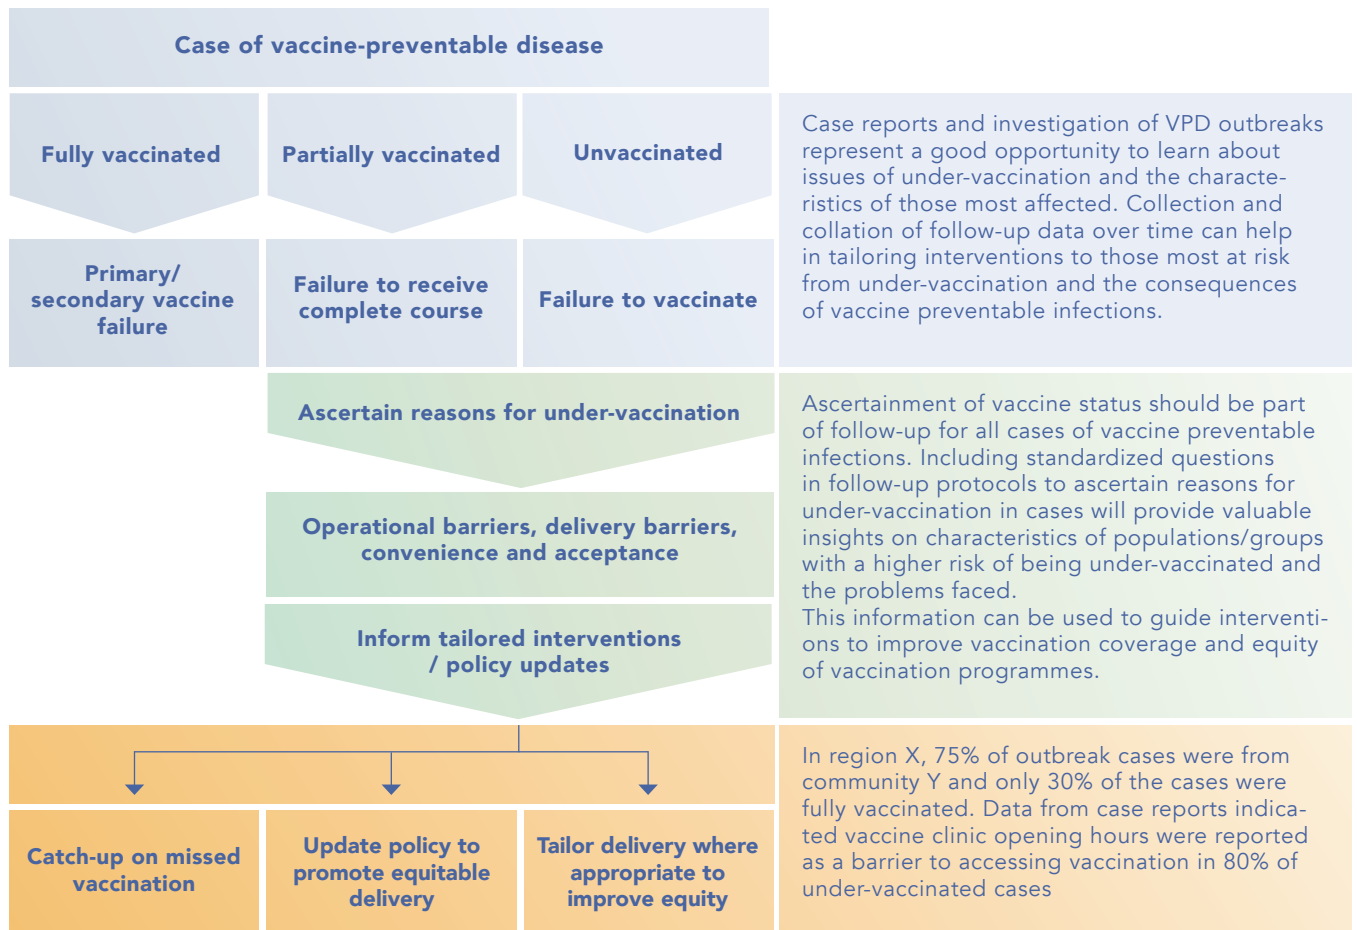 Case of vaccine-preventable disease
Fully vaccinated
Partially vaccinated
Unvaccinated
Primary/
secondary vaccine
failure
Failure to receive
complete course
Failure to vaccinate
Case reports and investigation of VPD outbreaks
represent a good opportunity to learn about
issues of under-vaccination and the characte-
ristics of those most affected. Collection and
collation of follow-up data over time can help
in tailoring interventions to those most at risk
from under-vaccination and the consequences
of vaccine preventable infections.
Ascertain reasons for under-vaccination
Operational barriers, delivery barriers,
convenience and acceptance
Inform tailored interventions
/ policy updates
Ascertainment of vaccine status should be part
of follow-up for all cases of vaccine preventable
infections. Including standardized questions
in follow-up protocols to ascertain reasons for
under-vaccination in cases will provide valuable
insights on characteristics of populations/groups
with a higher risk of being under-vaccinated and
the problems faced.
This information can be used to guide interventi-
ons to improve vaccination coverage and equity
of vaccination programmes.
Catch-up on missed
vaccination
Update policy to
promote equitable
delivery
Tailor delivery where
appropriate to
improve equity
In region X, 75% of outbreak cases were from
community Y and only 30% of the cases were
fully vaccinated. Data from case reports indica-
ted vaccine clinic opening hours were reported
as a barrier to accessing vaccination in 80% of
under-vaccinated cases